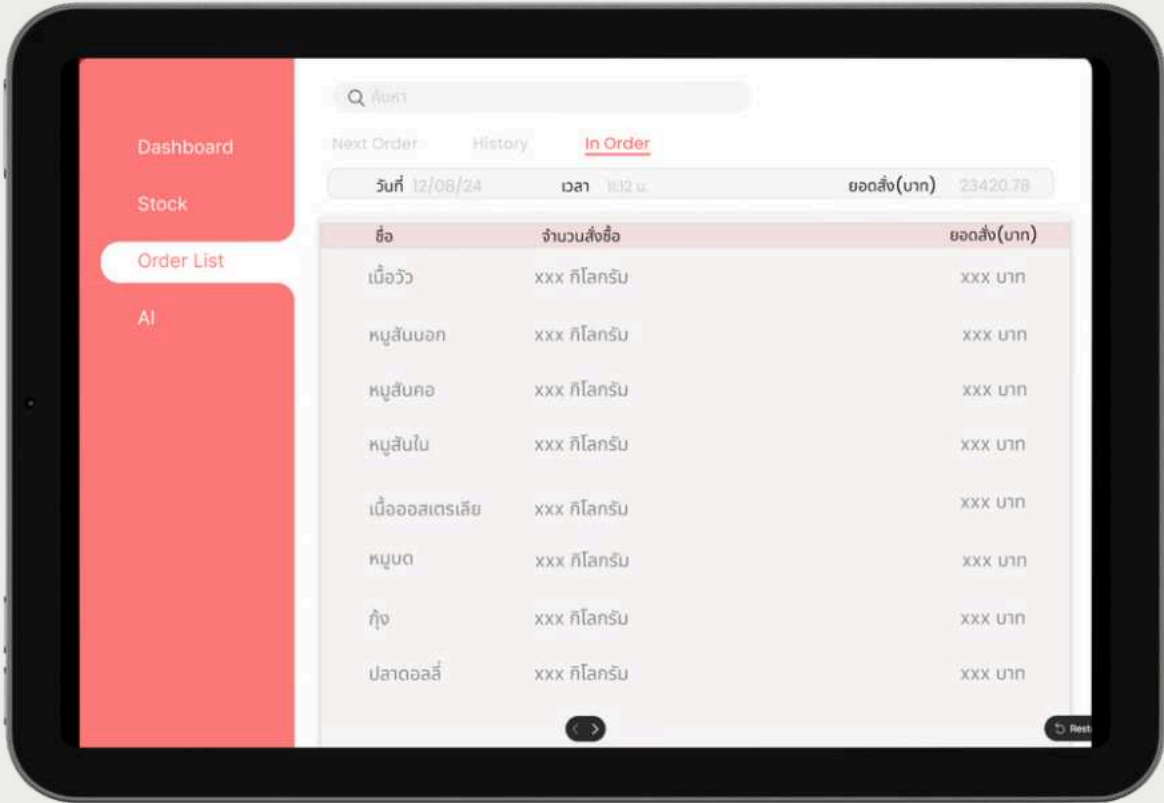 ค้นหา
Dashboard
Stock
Order List
AI
Next Order History In Order
วันที่ 12/08/24 เวลา 11.12 น. ยอดสั่ง(บาท) 23420.78
ชื่อ จำนวนสั่งซื้อ ยอดสั่ง(บาท)
เนื้อวัว xxx กิโลกรัม xxx บาท
หมูสันนอก xxx กิโลกรัม xxx บาท
หมูสันคอ xxx กิโลกรัม xxx บาท
หมูสันใน xxx กิโลกรัม xxx บาท
เนื้อออสเตรเลีย xxx กิโลกรัม xxx บาท
หมูบด xxx กิโลกรัม xxx บาท
กุ้ง xxx กิโลกรัม xxx บาท
ปลาดอลลี่ xxx กิโลกรัม xxx บาท